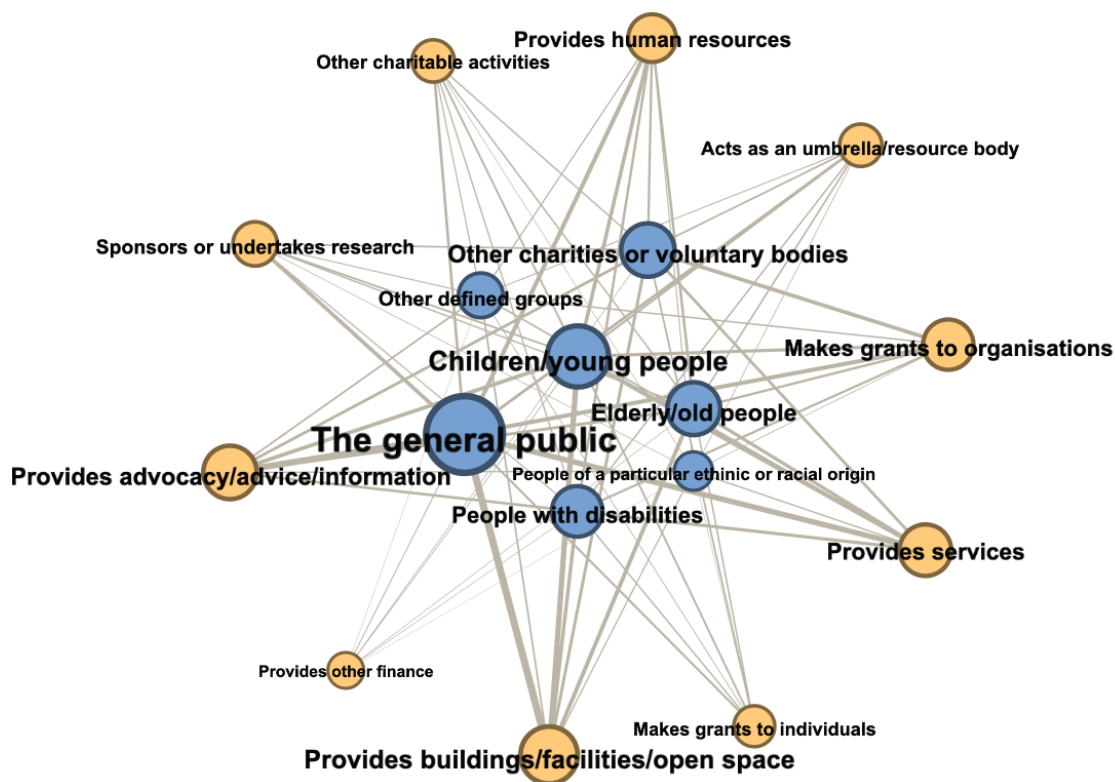 Provides human resources
Other charitable activities
Acts as an umbrella/resource body
Sponsors or undertakes research
Other charities or voluntary bodies
Other defined groups
Makes grants to organisations
Children/young people
Elderly/old people
The general public
Provides advocacy/advice/information
People of a particular ethinic or racial origin
People with disabilities
Provides services
Provides other finance
Makes grants to individuals
Provides buildings/facilities/open space